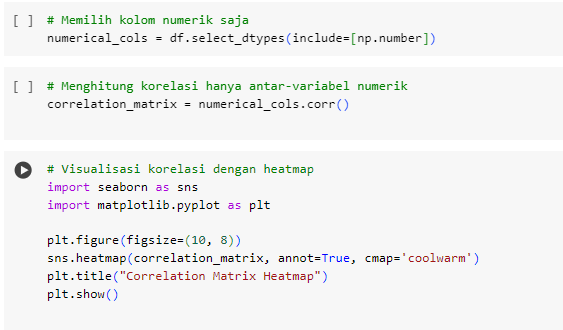 [ ] # Memilih kolom numerik saja
numerical_cols = df.select_dtypes(include=[np.number])
[ ] # Menghitung korelasi hanya antar-variabel numerik
correlation_matrix = numerical_cols.corr()
# Visualisasi korelasi dengan heatmap
import seaborn as sns
import matplotlib.pyplot as plt
plt.figure(figsize=(10, 8))
sns.heatmap(correlation_matrix, annot=True, cmap='coolwarm')
plt.title("Correlation Matrix Heatmap")
plt.show()